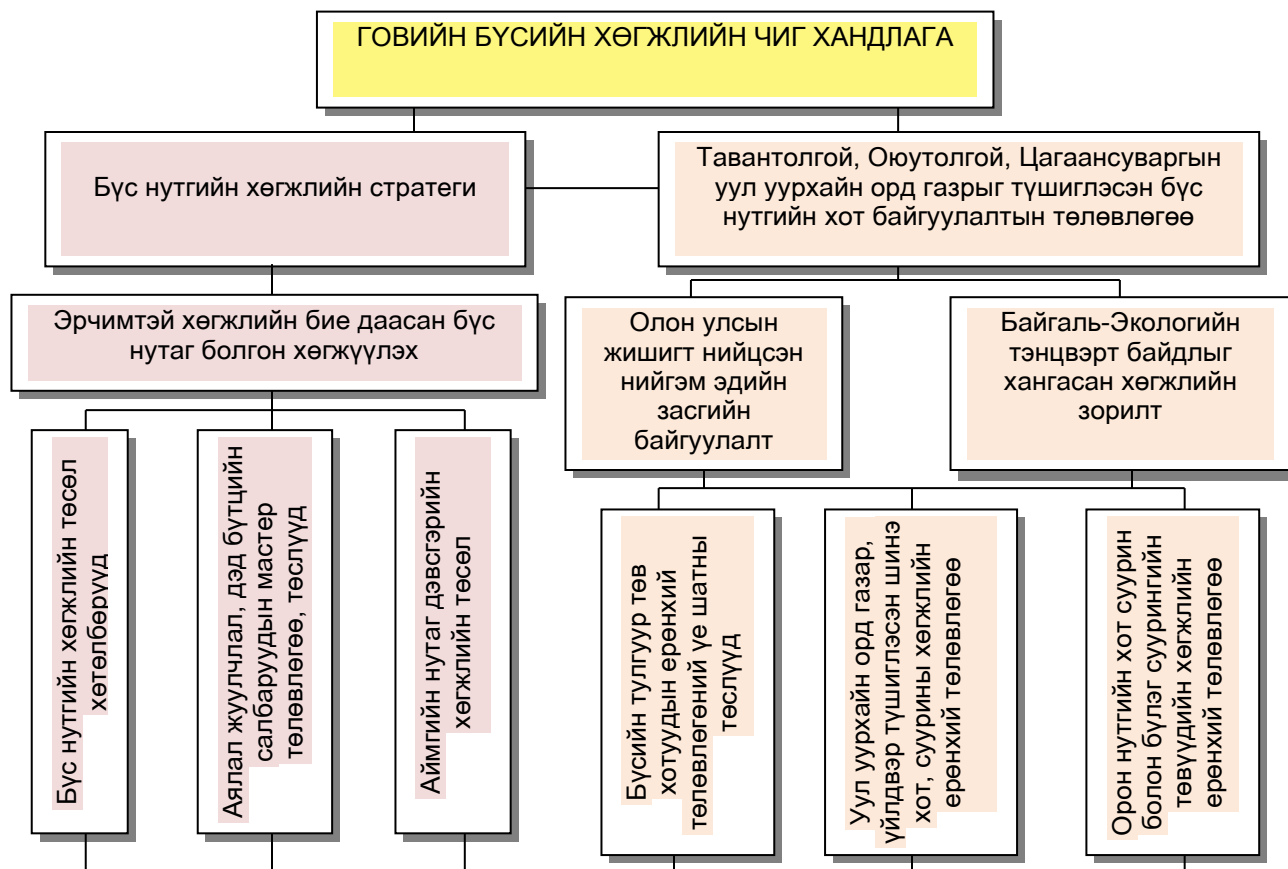 ГОВИЙН БҮСИЙН ХӨГЖЛИЙН ЧИГ ХАНДЛАГА
Бүс нутгийн хөгжлийн стратеги
Тавантолгой, Оюутолгой, Цагаансуваргын
уул уурхайн орд газрыг түшиглэсэн бүс
нутгийн хот байгуулалтын төлөвлөгөө
Эрчимтэй хөгжлийн бие даасан бүс
нутаг болгон хөгжүүлэх
Олон улсын
жишигт нийцсэн
нийгэм эдийн
засгийн
байгуулалт
Байгаль-Экологийн
тэнцвэрт байдлыг
хангасан хөгжлийн
зорилт
Бүс нутгийн хөгжлийн төсөл
хөтөлбөрүүд
Аялал жуулчлал, дэд бүтцийн
салбаруудын мастер
төлөвлөгөө, төслүүд
Аймгийн нутаг дэвсгэрийн
хөгжлийн төсөл
Бүсийн тулгуур төв
хотуудын ерөнхий
төлөвлөгөний үе шатны
төслүүд
Уул уурхайн орд газар,
үйлдвэр түшиглэсэн шинэ
хот, суурины хөгжлийн
ерөнхий төлөвлөгөө
Орон нутгийн хот суурин
болон бүлэг суурингийн
төвүүдийн хөгжлийн
ерөнхий төлөвлөгөө